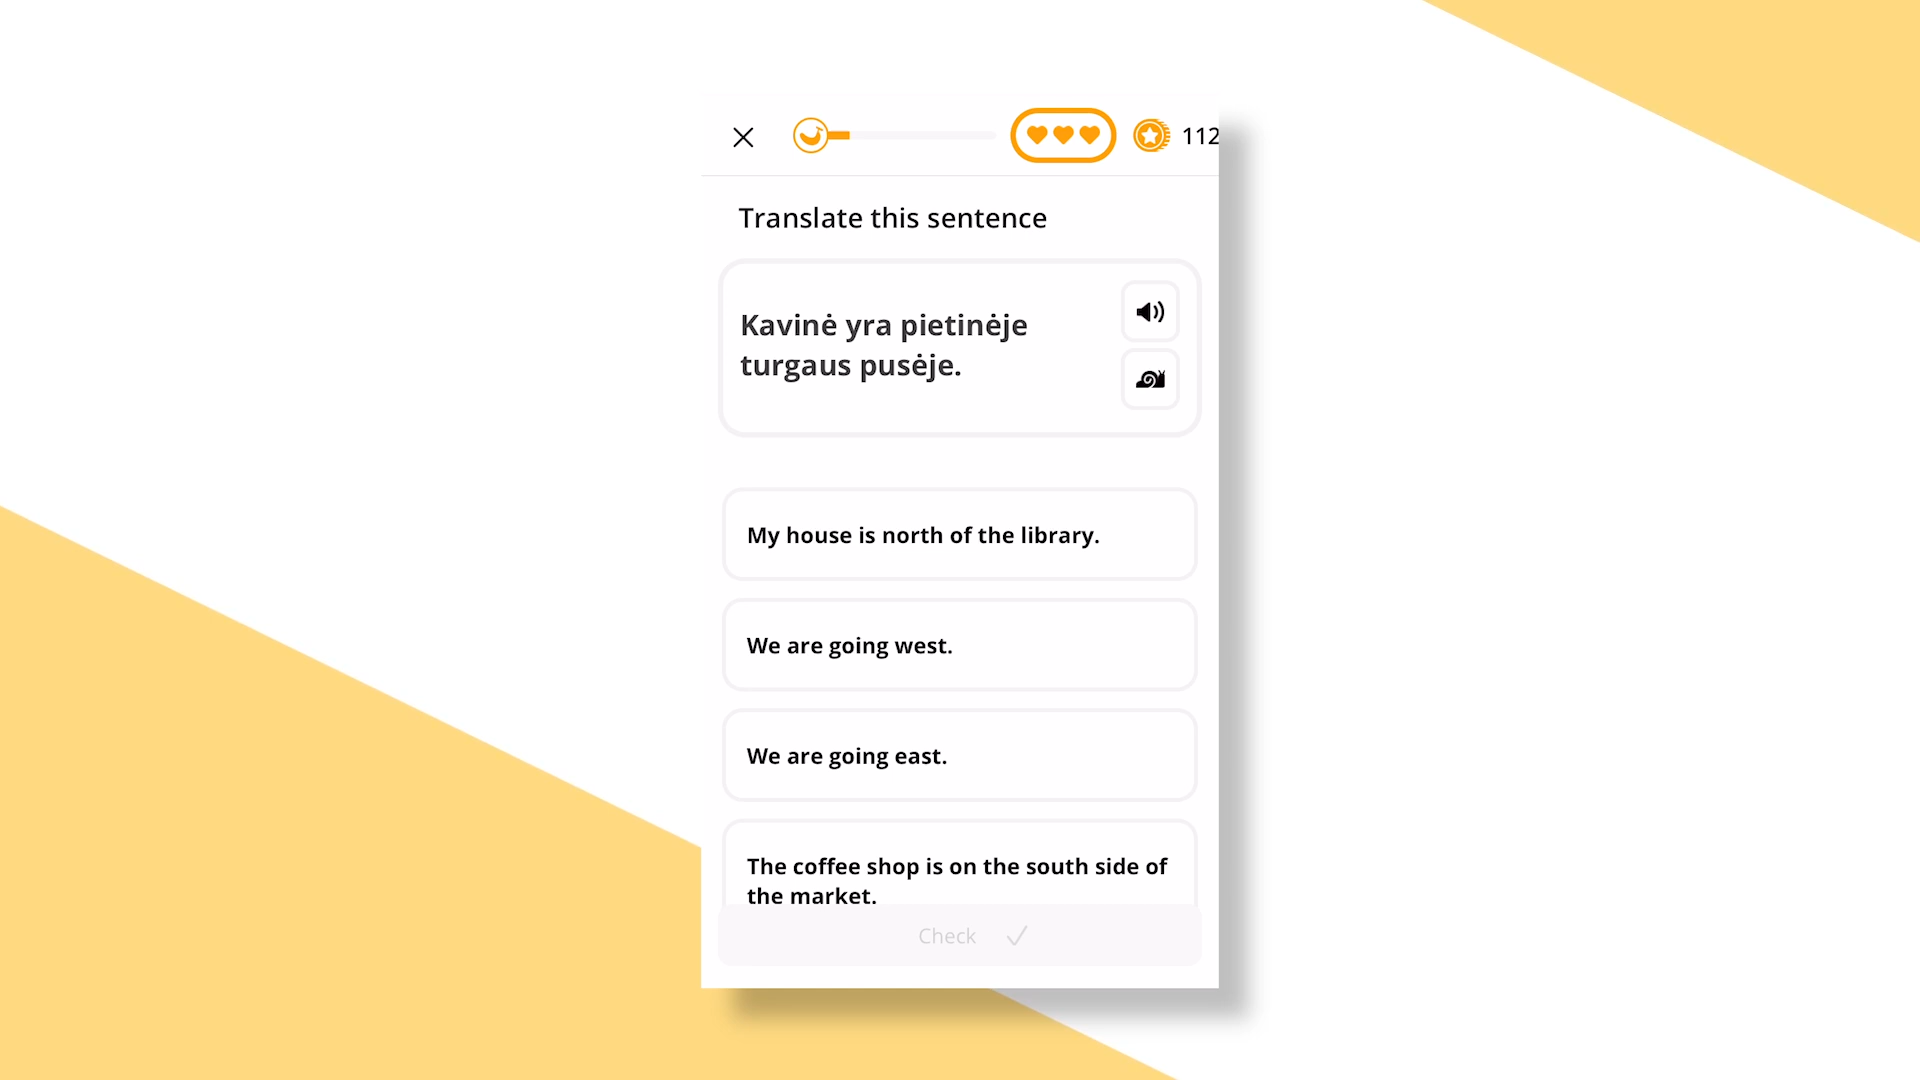 112
Translate this sentence
Kavinė yra pietinėje
turgaus pusėje.
My house is north of the library.
We are going west.
We are going east.
The coffee shop is on the south side of
the market.
Check